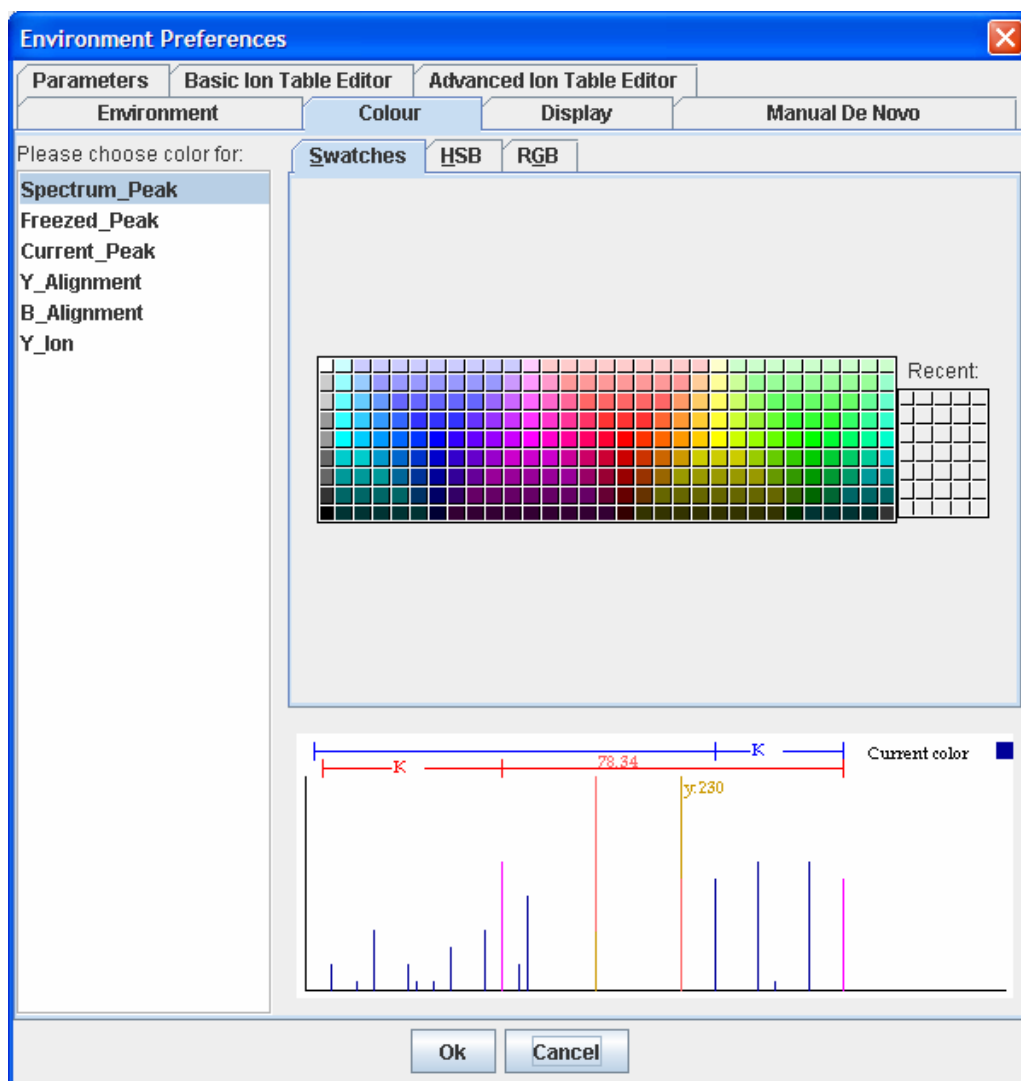 Environment Preferences
Parameters Basic Ion Table Editor Advanced Ion Table Editor
Environment Colour Display Manual De Novo
Please choose color for:
Spectrum_Peak
Freezed_Peak
Current_Peak
Y_Alignment
B_Alignment
Y_Ion
Swatches HSB RGB
Recent:
K
Current color
K
78.34
y:230
Ok Cancel